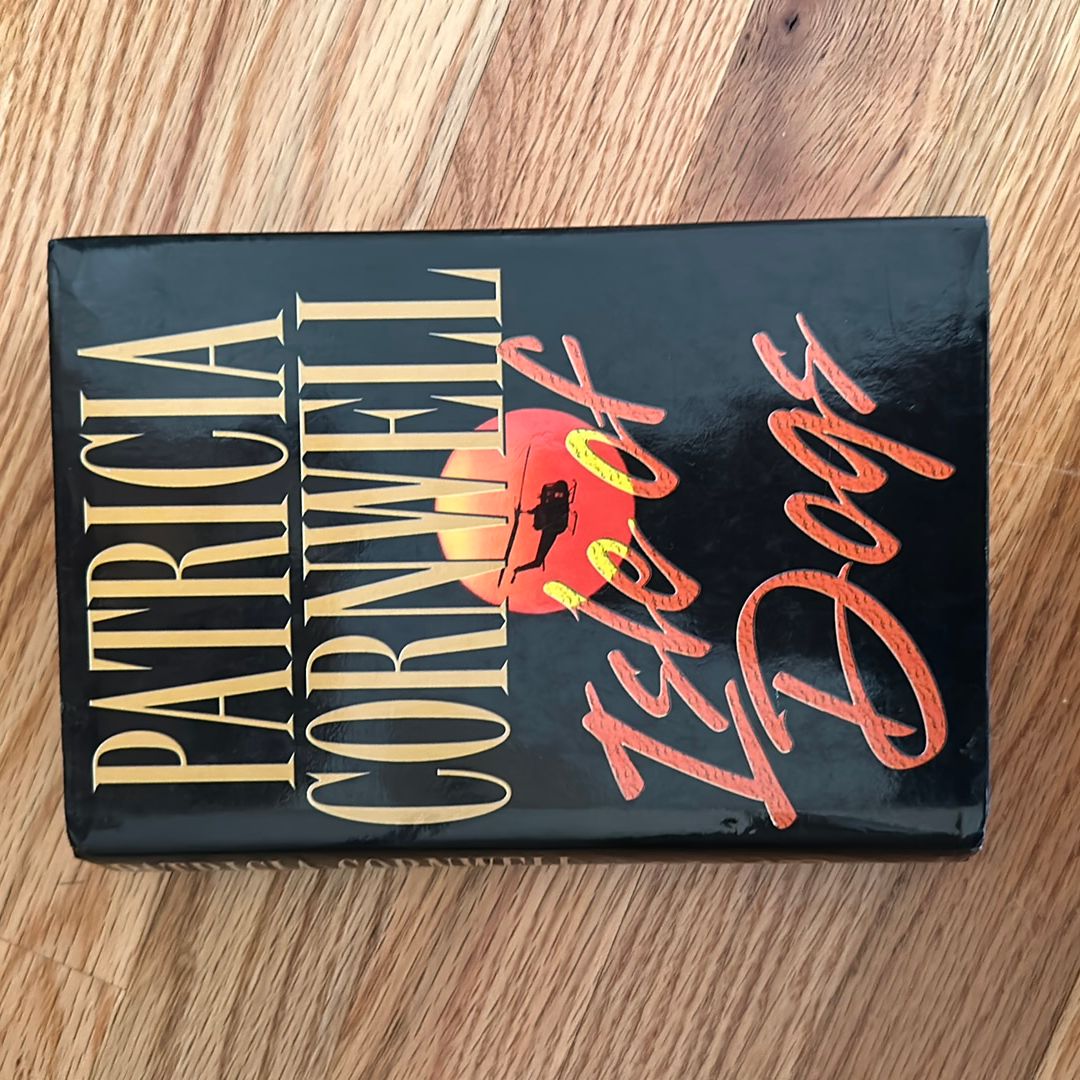 PATRICIA
CORNWELL
Isle of
Dogs
PATRICIA CORNWELL